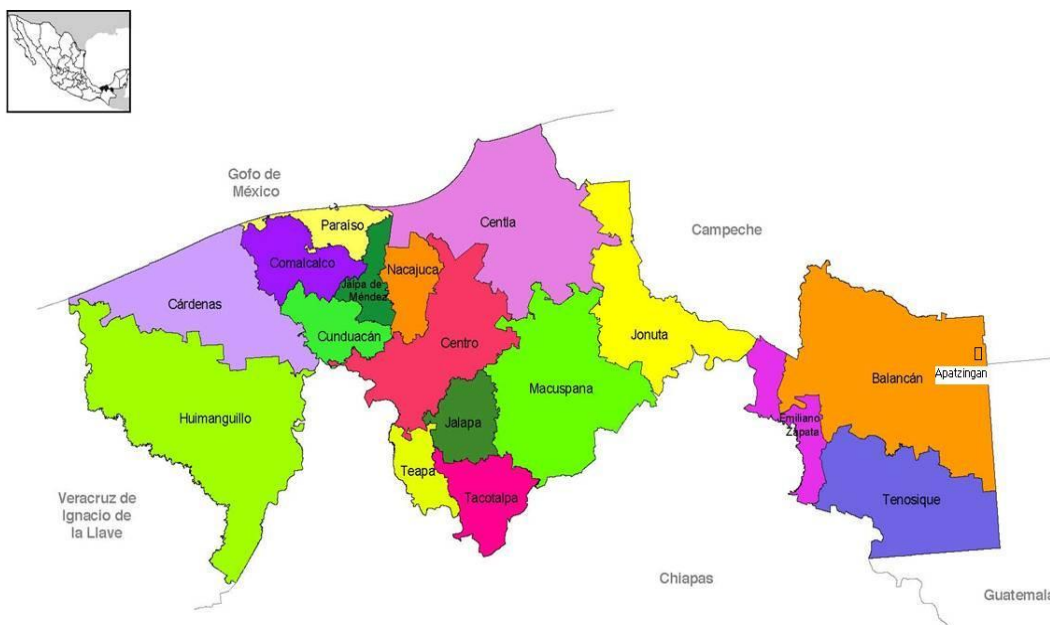 Gofo de
México
Centla
Paraíso
Campeche
Comalcalco
Nacajuca
Jalpa de
Méndez
Cárdenas
Cunduacán
Centro
Jonuta
Balancán
Apatzingan
Macuspana
Huimanguillo
Jalapa
Emiliano
Zapata
Teapa
Tacotalpa
Tenosique
Veracruz de
Ignacio de
la Llave
Chiapas
Guatemala